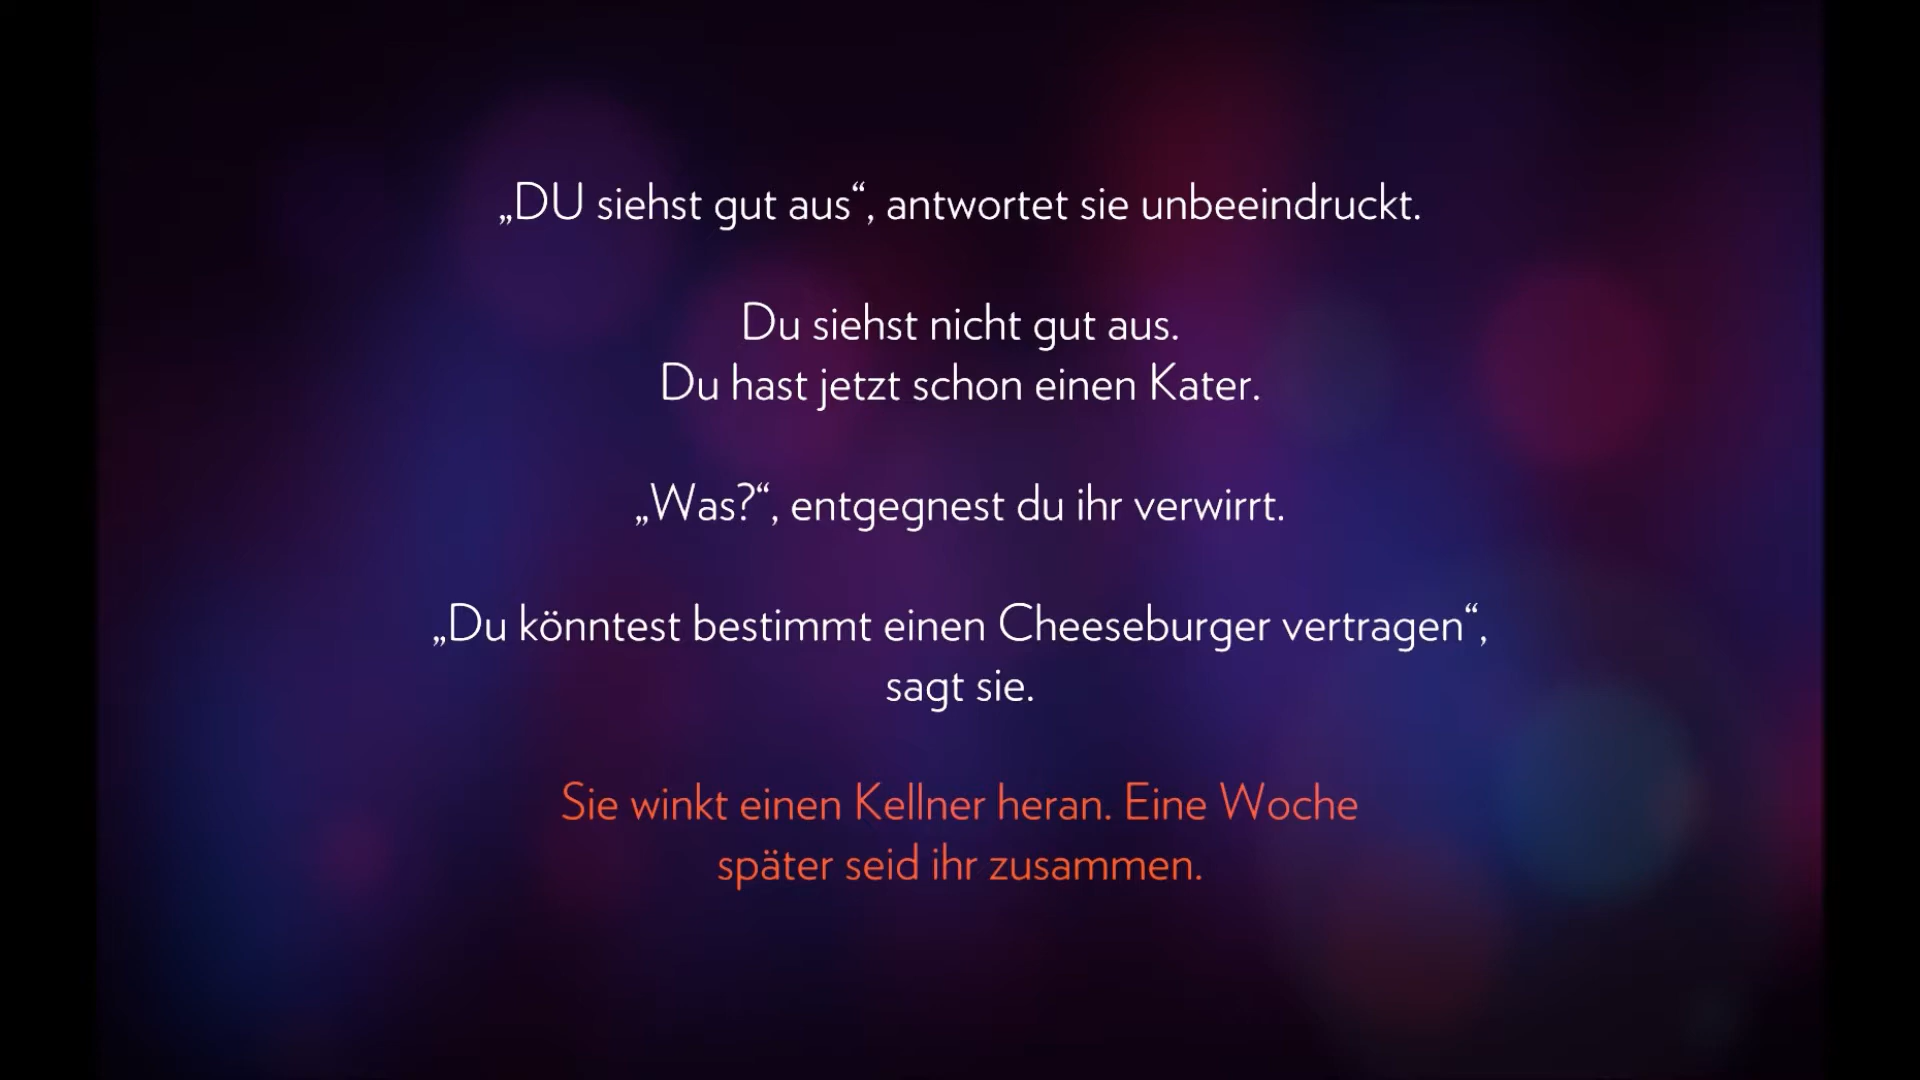 „DU siehst gut aus“, antwortet sie unbeeindruckt.
Du siehst nicht gut aus.
Du hast jetzt schon einen Kater.
„Was?“, entgegnest du ihr verwirrt.
„Du könntest bestimmt einen Cheeseburger vertragen“,
sagt sie.
Sie winkt einen Kellner heran. Eine Woche
später seid ihr zusammen.